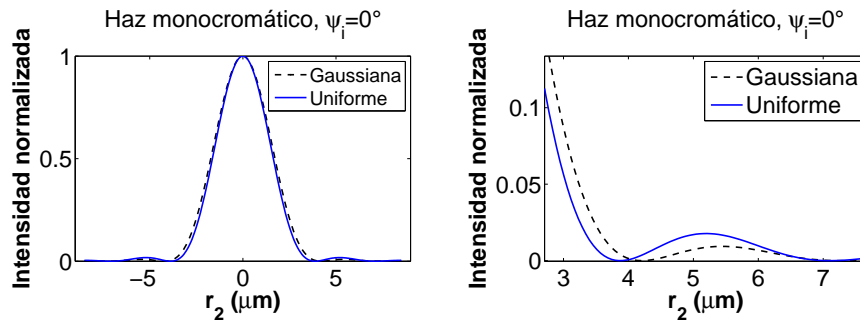 Haz monocromático, ψi=0°
Intensidad normalizada
1
0.5
0
−5
0
5
r2 (μm)
Gaussiana
Uniforme
Haz monocromático, ψi=0°
Intensidad normalizada
0.1
0.05
0
3
4
5
6
7
r2 (μm)
Gaussiana
Uniforme